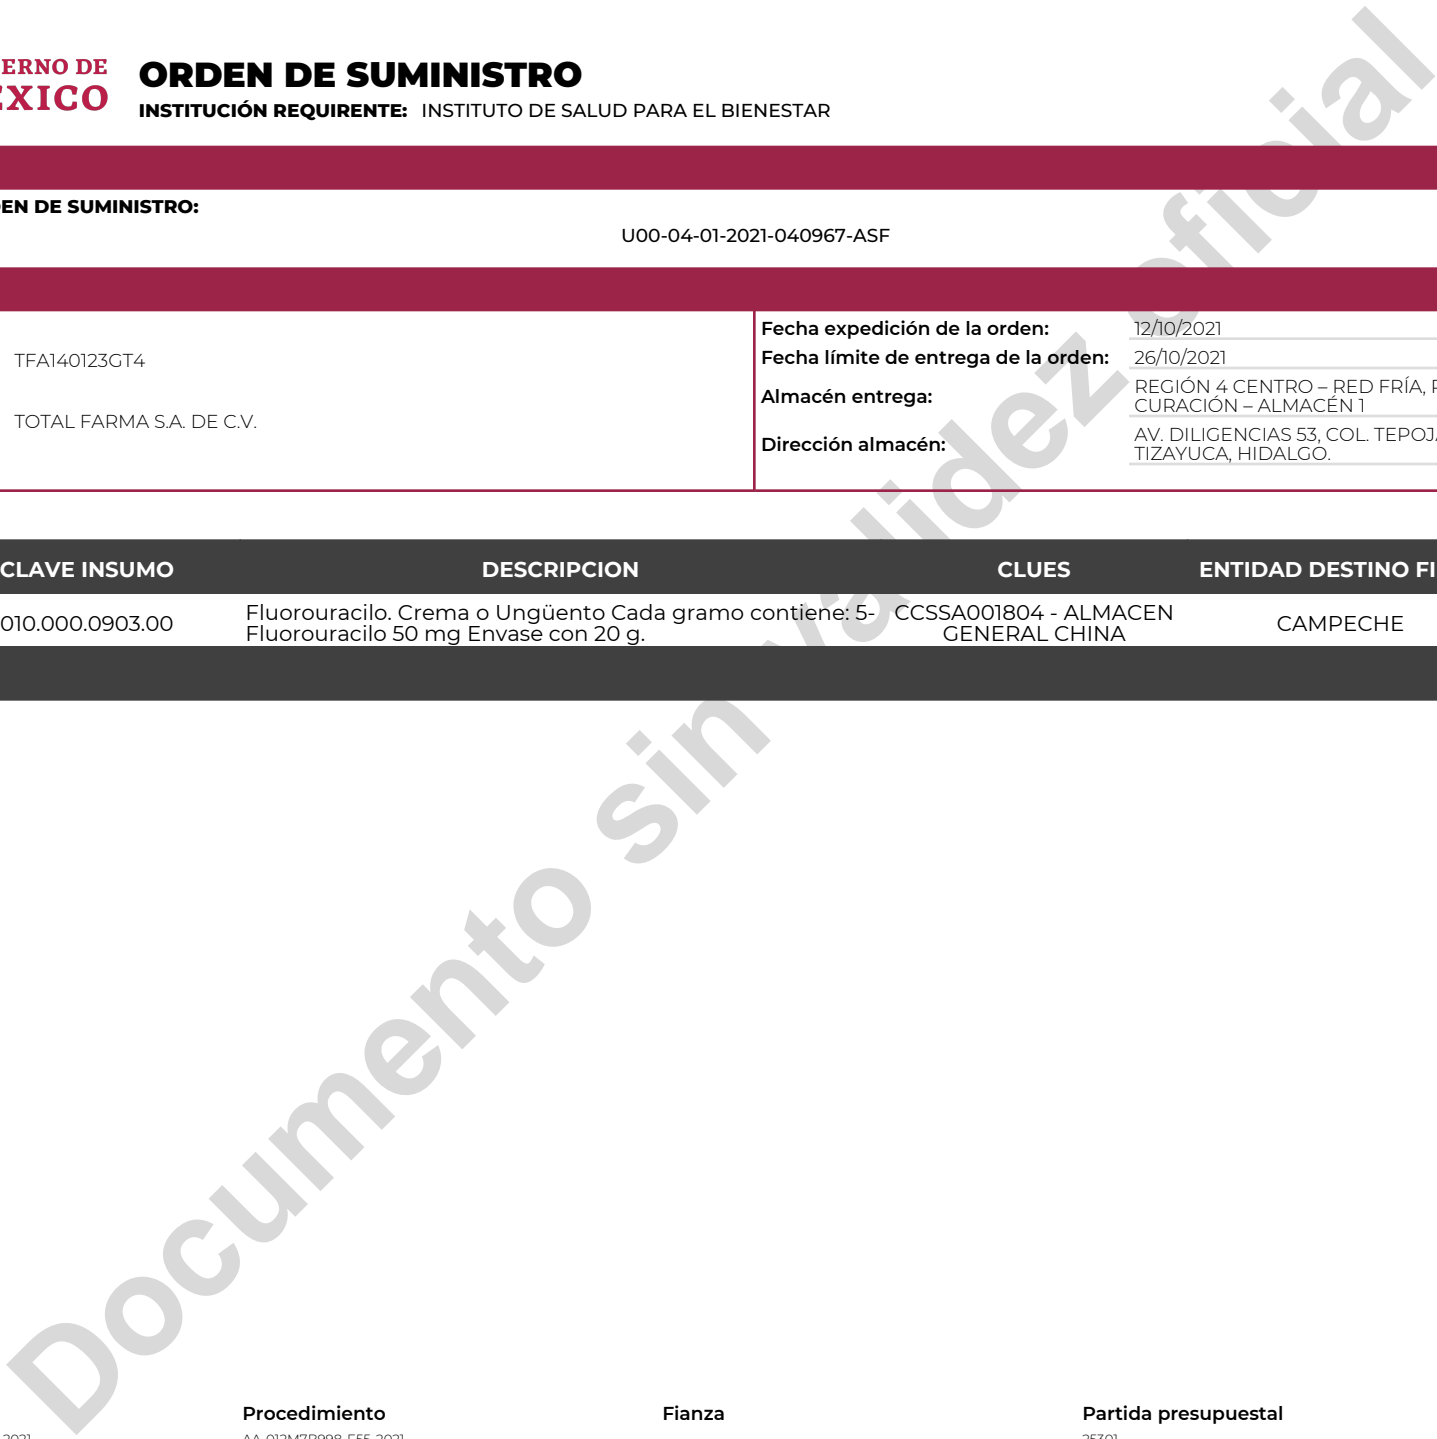 ERNO DE
ÉXICO
ORDEN DE SUMINISTRO
INSTITUCIÓN REQUIRENTE: INSTITUTO DE SALUD PARA EL BIENESTAR
EN DE SUMINISTRO:
U00-04-01-2021-040967-ASF
TFA140123GT4
TOTAL FARMA S.A. DE C.V.
Fecha expedición de la orden: 12/10/2021
Fecha límite de entrega de la orden: 26/10/2021
Almacén entrega: REGIÓN 4 CENTRO – RED FRÍA,
CURACIÓN – ALMACÉN 1
Dirección almacén: AV. DILIGENCIAS 53, COL. TEPOJA
TIZAYUCA, HIDALGO.
CLAVE INSUMO DESCRIPCION CLUES ENTIDAD DESTINO FI
010.000.0903.00 Fluorouracilo. Crema o Ungüento Cada gramo contiene: 5- CCSSA001804 - ALMACEN CAMPECHE
Fluorouracilo 50 mg Envase con 20 g. GENERAL CHINA
Documento sin validez oficial
Procedimiento Fianza Partida presupuestal